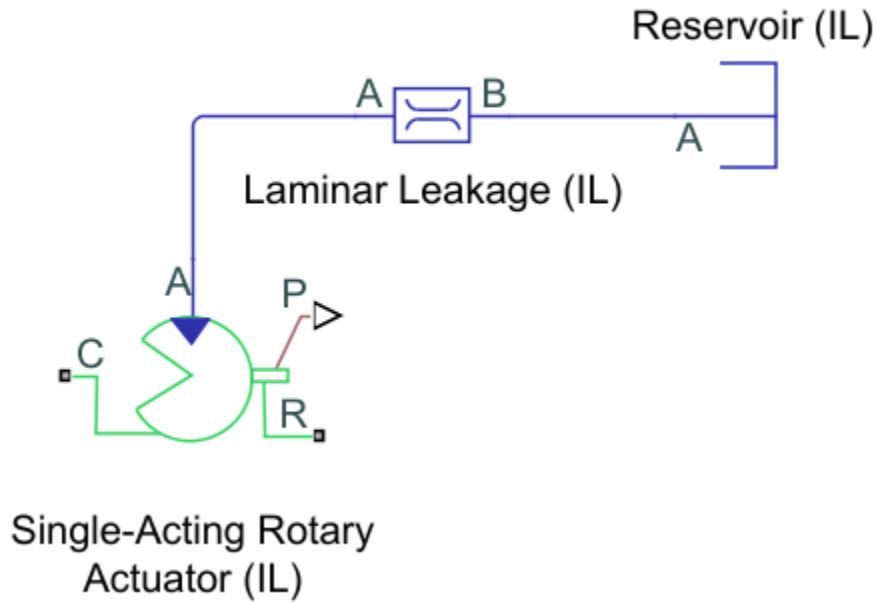 Reservoir (IL)
A
B
A
Laminar Leakage (IL)
A
P
C
R
Single-Acting Rotary
Actuator (IL)